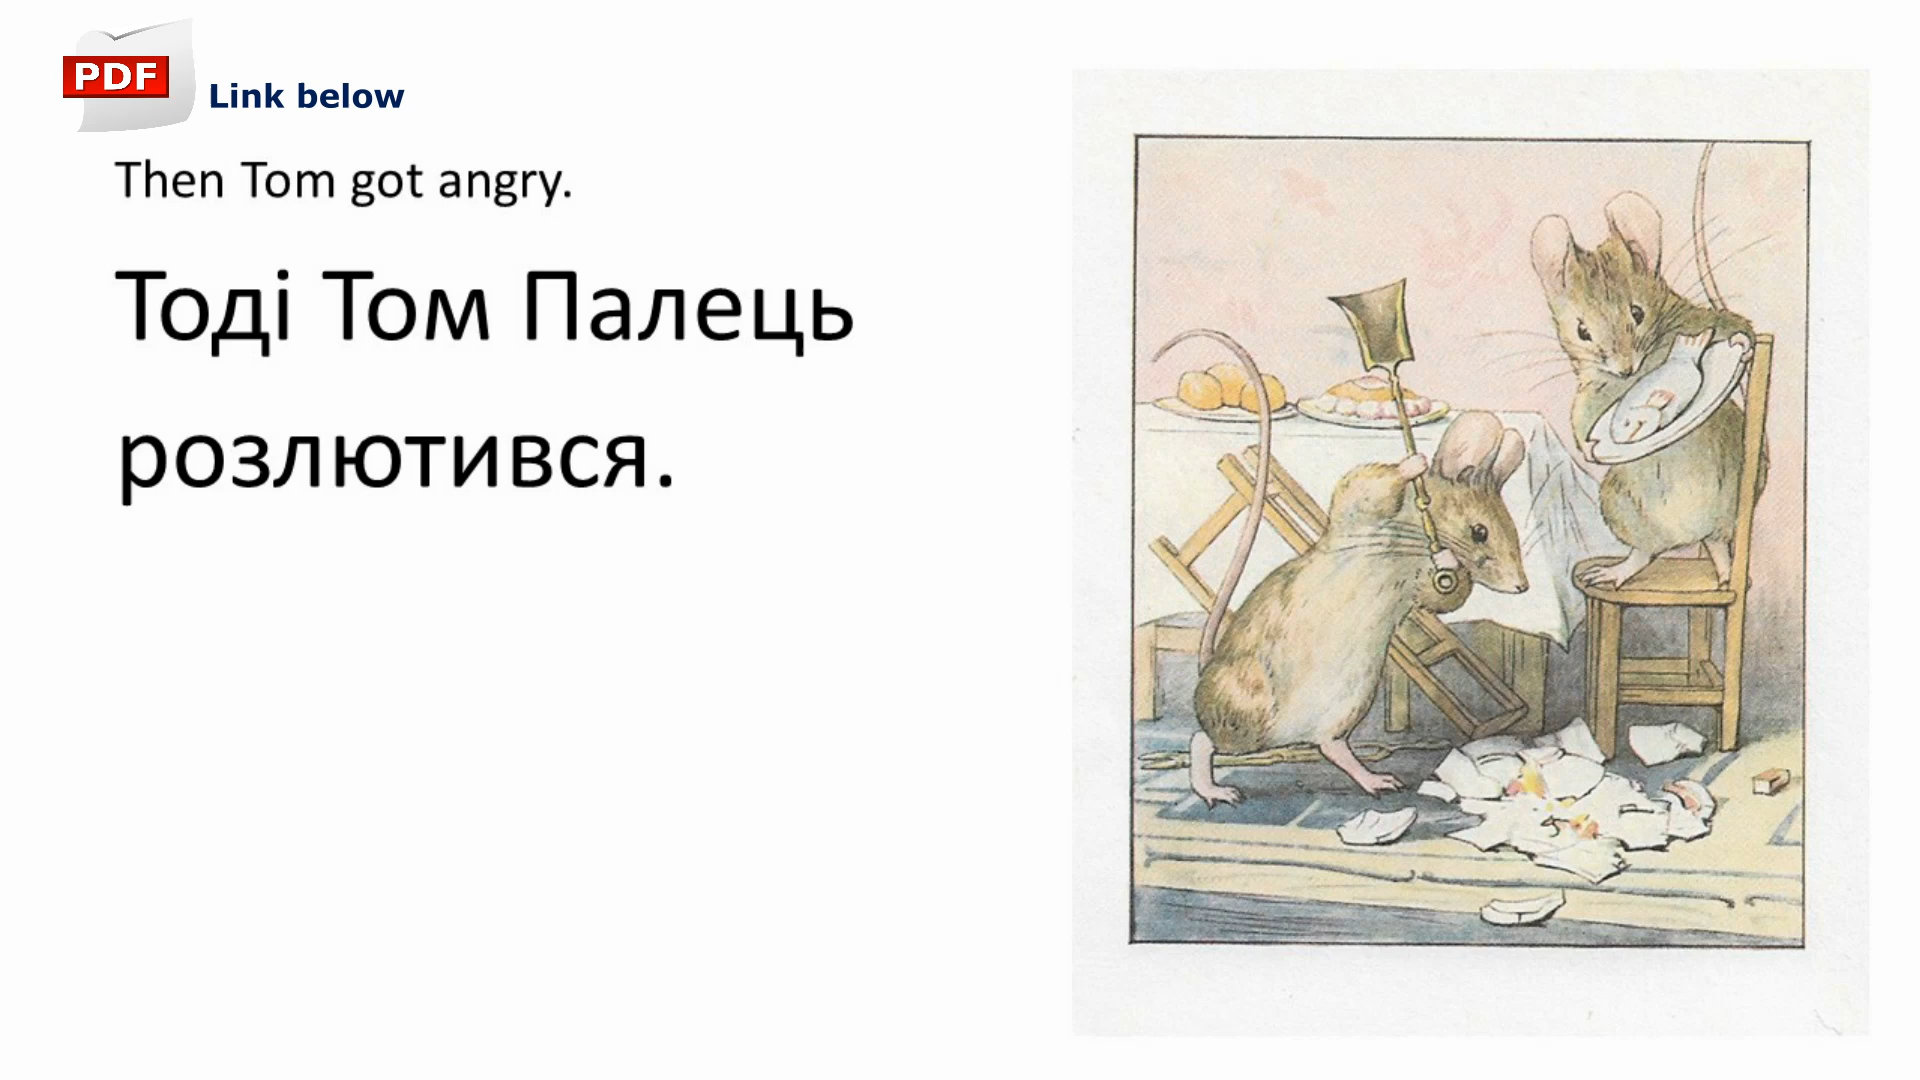 PDF
Link below
Then Tom got angry.
Тоді Том Палець
розлютився.